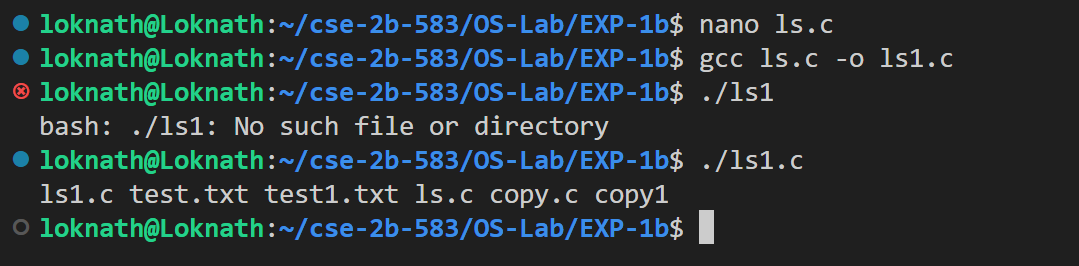 loknath@Loknath:~/cse-2b-583/OS-Lab/EXP-1b$ nano ls.c
loknath@Loknath:~/cse-2b-583/OS-Lab/EXP-1b$ gcc ls.c -o ls1.c
loknath@Loknath:~/cse-2b-583/OS-Lab/EXP-1b$ ./ls1
bash: ./ls1: No such file or directory
loknath@Loknath:~/cse-2b-583/OS-Lab/EXP-1b$ ./ls1.c
ls1.c test.txt test1.txt ls.c copy.c copy1
loknath@Loknath:~/cse-2b-583/OS-Lab/EXP-1b$